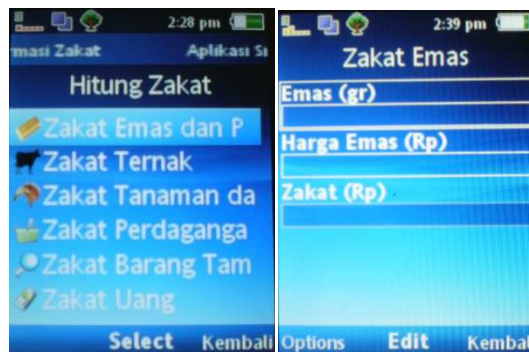 2:28 pm
rmasi Zakat Aplikasi Si
Hitung Zakat
Zakat Emas dan P
Zakat Ternak
Zakat Tanaman da
Zakat Perdaganga
Zakat Barang Tam
Zakat Uang
Select Kembali
2:39 pm
Zakat Emas
Emas (gr)
Harga Emas (Rp)
Zakat (Rp)
Options Edit Kemba